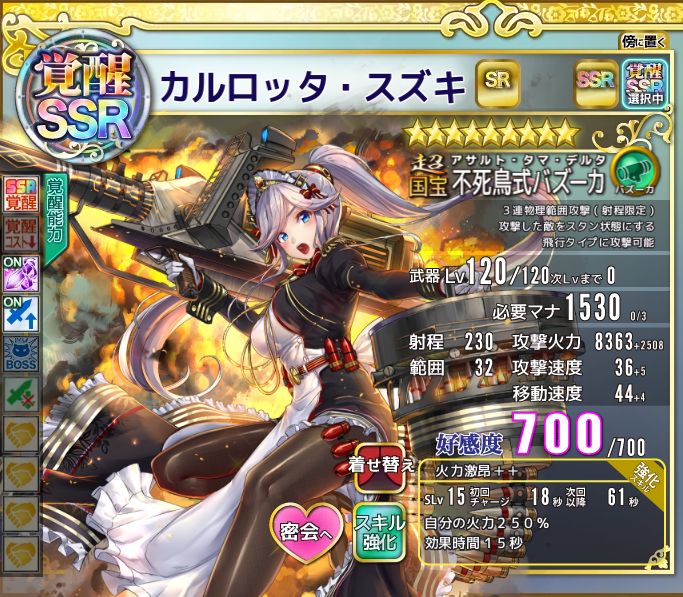 傍に置く
覚醒
SSR
カルロッタ・スズキ
SR
SSR
覚醒
SSR
選択中
超
国宝
アサルト・タマ・デルタ
不死鳥式バズーカ
バズーカ
３連物理範囲攻撃(射程限定)
攻撃した敵をスタン状態にする
飛行タイプに攻撃可能
SSR
覚醒
覚醒能力
覚醒
コスト↓
ON
ON
BOSS
武器Lv120/120次Lvまで 0
必要マナ 1530 0/3
射程 230 攻撃火力 8363+2508
範囲 32 攻撃速度 36+5
移動速度 44+4
好感度 700/700
着せ替え
密会へ
スキル
強化
火力激昂++
強化
スキル
SLv 15 初回チャージ 18秒 次回以降 61秒
自分の火力２５０％
効果時間１５秒